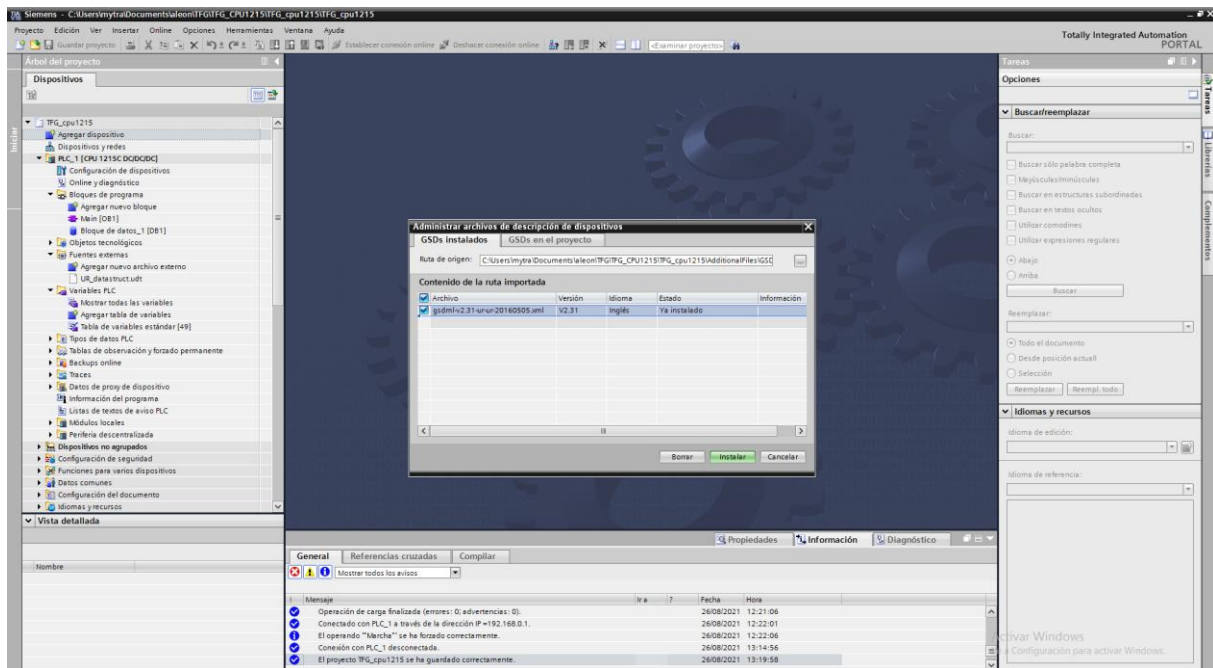 Siemens - C:\Users\mytra\Documents\aleon\TFG\TFG_CPU1215\TFG_cpu1215\TFG_cpu1215
Proyecto Edición Ver Insertar Online Opciones Herramientas Ventana Ayuda
Guardar proyecto
Establecer conexión online Deshacer conexión online
<Examinar proyecto>
Totally Integrated Automation
PORTAL
Árbol del proyecto
Dispositivos
Iniciar
TFG_cpu1215
Agregar dispositivo
Dispositivos y redes
PLC_1 [CPU 1215C DC/DC/DC]
Configuración de dispositivos
Online y diagnóstico
Bloques de programa
Agregar nuevo bloque
Main [OB1]
Bloque de datos_1 [DB1]
Objetos tecnológicos
Fuentes externas
Agregar nuevo archivo externo
UR_datastruct.udt
Variables PLC
Mostrar todas las variables
Agregar tabla de variables
Tabla de variables estándar [49]
Tipos de datos PLC
Tablas de observación y forzado permanente
Backups online
Traces
Datos de proxy de dispositivo
Información del programa
Listas de textos de aviso PLC
Módulos locales
Periferia descentralizada
Dispositivos no agrupados
Configuración de seguridad
Funciones para varios dispositivos
Datos comunes
Configuración del documento
Idiomas y recursos
Vista detallada
Nombre
Administrar archivos de descripción de dispositivos
GSDs instalados GSDs en el proyecto
Ruta de origen: C:\Users\mytra\Documents\aleon\TFG\TFG_CPU1215\TFG_cpu1215\AdditionalFiles\GSD
Contenido de la ruta importada
Archivo Versión Idioma Estado Información
gsdml-v2.31-ur-ur-20160505.xml V2.31 Inglés Ya instalado
Borrar Instalar Cancelar
Propiedades Información Diagnóstico
General Referencias cruzadas Compilar
Mostrar todos los avisos
! Mensaje Ir a ? Fecha Hora
Operación de carga finalizada (errores: 0; advertencias: 0). 26/08/2021 12:21:06
Conectado con PLC_1 a través de la dirección IP =192.168.0.1. 26/08/2021 12:22:01
El operando "'Marcha'" se ha forzado correctamente. 26/08/2021 12:22:06
Conexión con PLC_1 desconectada. 26/08/2021 13:14:56
El proyecto TFG_cpu1215 se ha guardado correctamente. 26/08/2021 13:19:58
Tareas
Opciones
Buscar/reemplazar
Buscar:
Buscar sólo palabra completa
Mayúsculas/minúsculas
Buscar en estructuras subordinadas
Buscar en textos ocultos
Utilizar comodines
Utilizar expresiones regulares
Abajo
Arriba
Buscar
Reemplazar:
Todo el documento
Desde posición actuall
Selección
Reemplazar Reempl. todo
Idiomas y recursos
Idioma de edición:
Idioma de referencia:
Tareas
Librerías
Complementos
Activar Windows
Configuración para activar Windows.